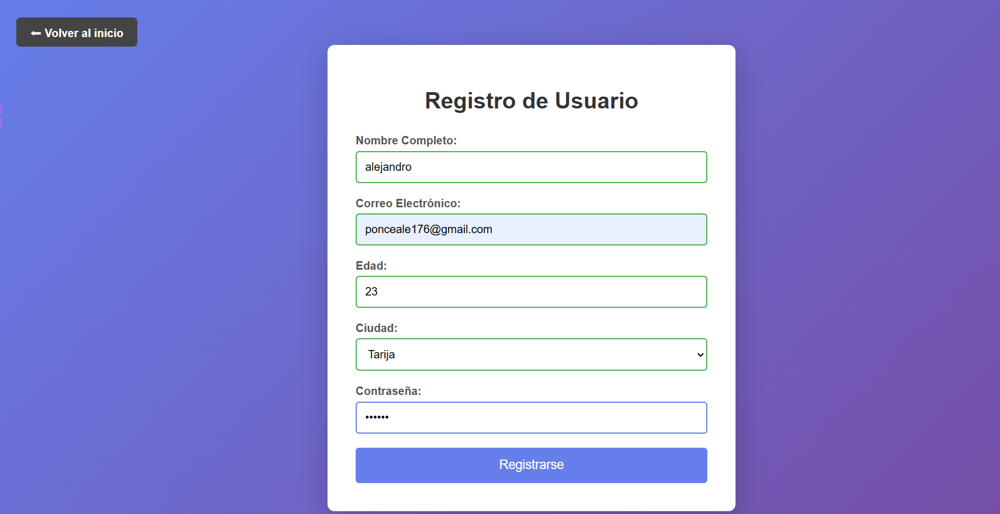 ⬅ Volver al inicio
Registro de Usuario
Nombre Completo:
alejandro
Correo Electrónico:
ponceale176@gmail.com
Edad:
23
Ciudad:
Tarija
Contraseña:
••••••
Registrarse